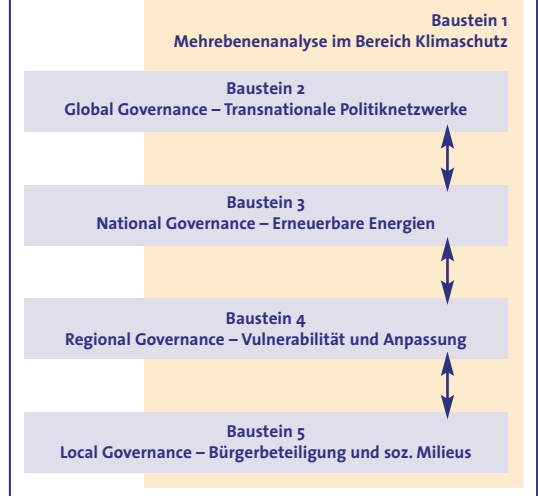 Baustein 1
Mehrebenenanalyse im Bereich Klimaschutz
Baustein 2
Global Governance – Transnationale Politiknetzwerke
Baustein 3
National Governance – Erneuerbare Energien
Baustein 4
Regional Governance – Vulnerabilität und Anpassung
Baustein 5
Local Governance – Bürgerbeteiligung und soz. Milieus